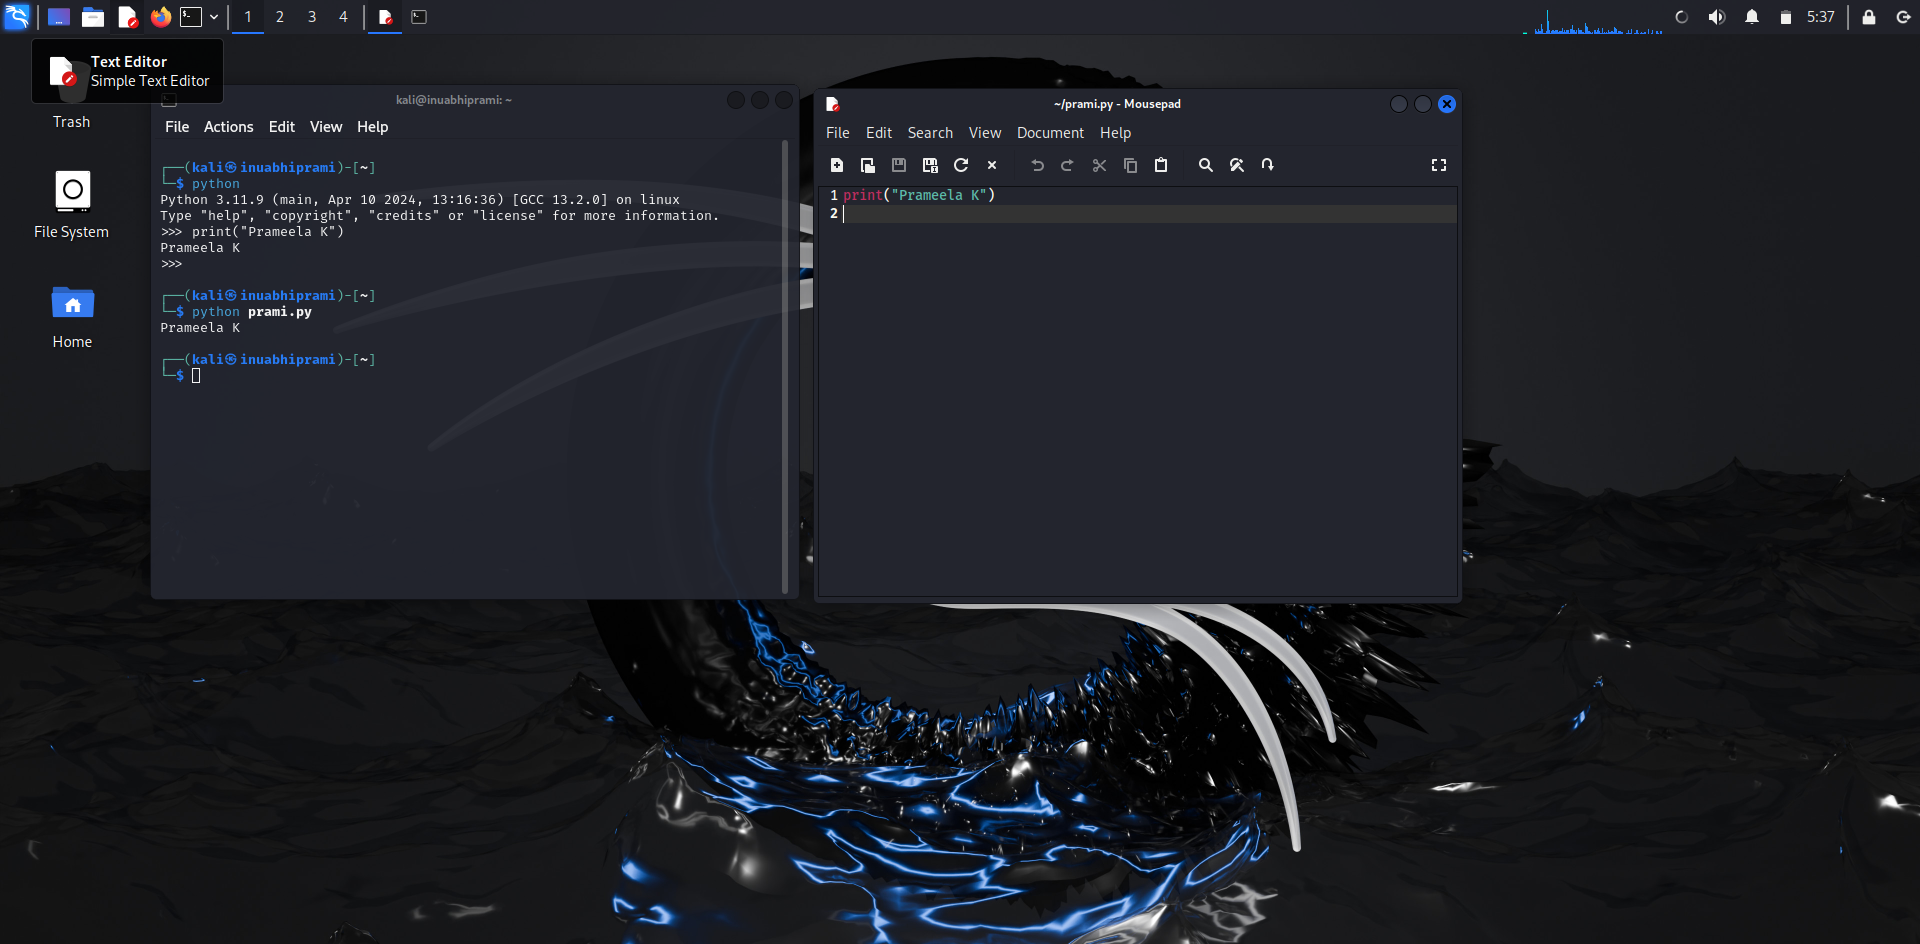 1 2 3 4
5:37
Text Editor
Simple Text Editor
Trash
File System
Home
kali@inuabhiprami: ~
File Actions Edit View Help
┌──(kali㉿inuabhiprami)-[~]
└─$ python
Python 3.11.9 (main, Apr 10 2024, 13:16:36) [GCC 13.2.0] on linux
Type "help", "copyright", "credits" or "license" for more information.
>>> print("Prameela K")
Prameela K
>>>
┌──(kali㉿inuabhiprami)-[~]
└─$ python prami.py
Prameela K
┌──(kali㉿inuabhiprami)-[~]
└─$
~/prami.py - Mousepad
File Edit Search View Document Help
1 print("Prameela K")
2